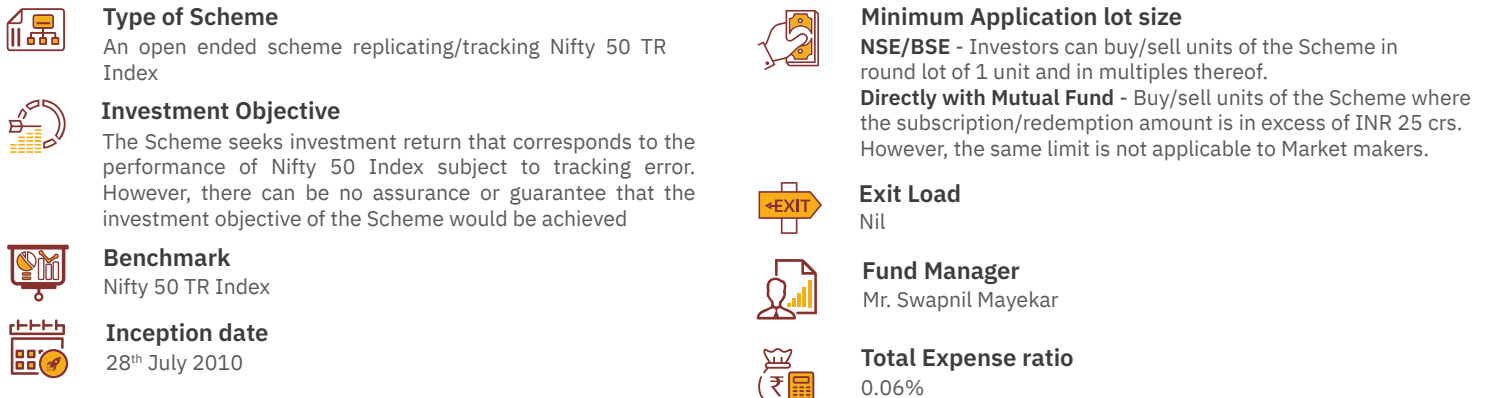 Type of Scheme
An open ended scheme replicating/tracking Nifty 50 TR
Index
Investment Objective
The Scheme seeks investment return that corresponds to the
performance of Nifty 50 Index subject to tracking error.
However, there can be no assurance or guarantee that the
investment objective of the Scheme would be achieved
Benchmark
Nifty 50 TR Index
Inception date
28th July 2010
Minimum Application lot size
NSE/BSE - Investors can buy/sell units of the Scheme in
round lot of 1 unit and in multiples thereof.
Directly with Mutual Fund - Buy/sell units of the Scheme where
the subscription/redemption amount is in excess of INR 25 crs.
However, the same limit is not applicable to Market makers.
EXIT
Exit Load
Nil
Fund Manager
Mr. Swapnil Mayekar
₹
Total Expense ratio
0.06%